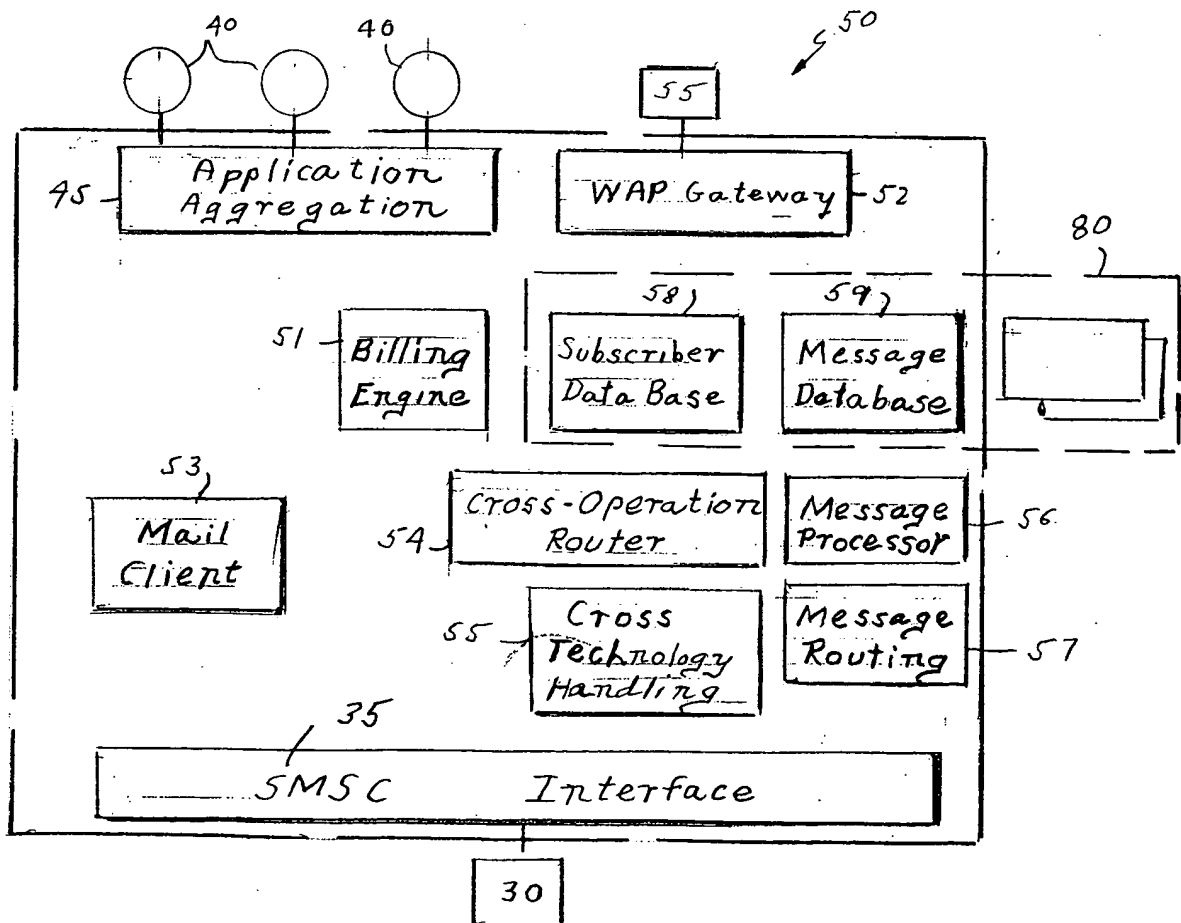 40
40
50
55
Application
Aggregation
45
WAP Gateway
52
80
58
59
51
Billing
Engine
Subscriber
Data Base
Message
Database
53
Mail
Client
Cross-Operation
Router
54
Message
Processor
56
Cross
Technology
Handling
55
Message
Routing
57
35
SMSC Interface
30